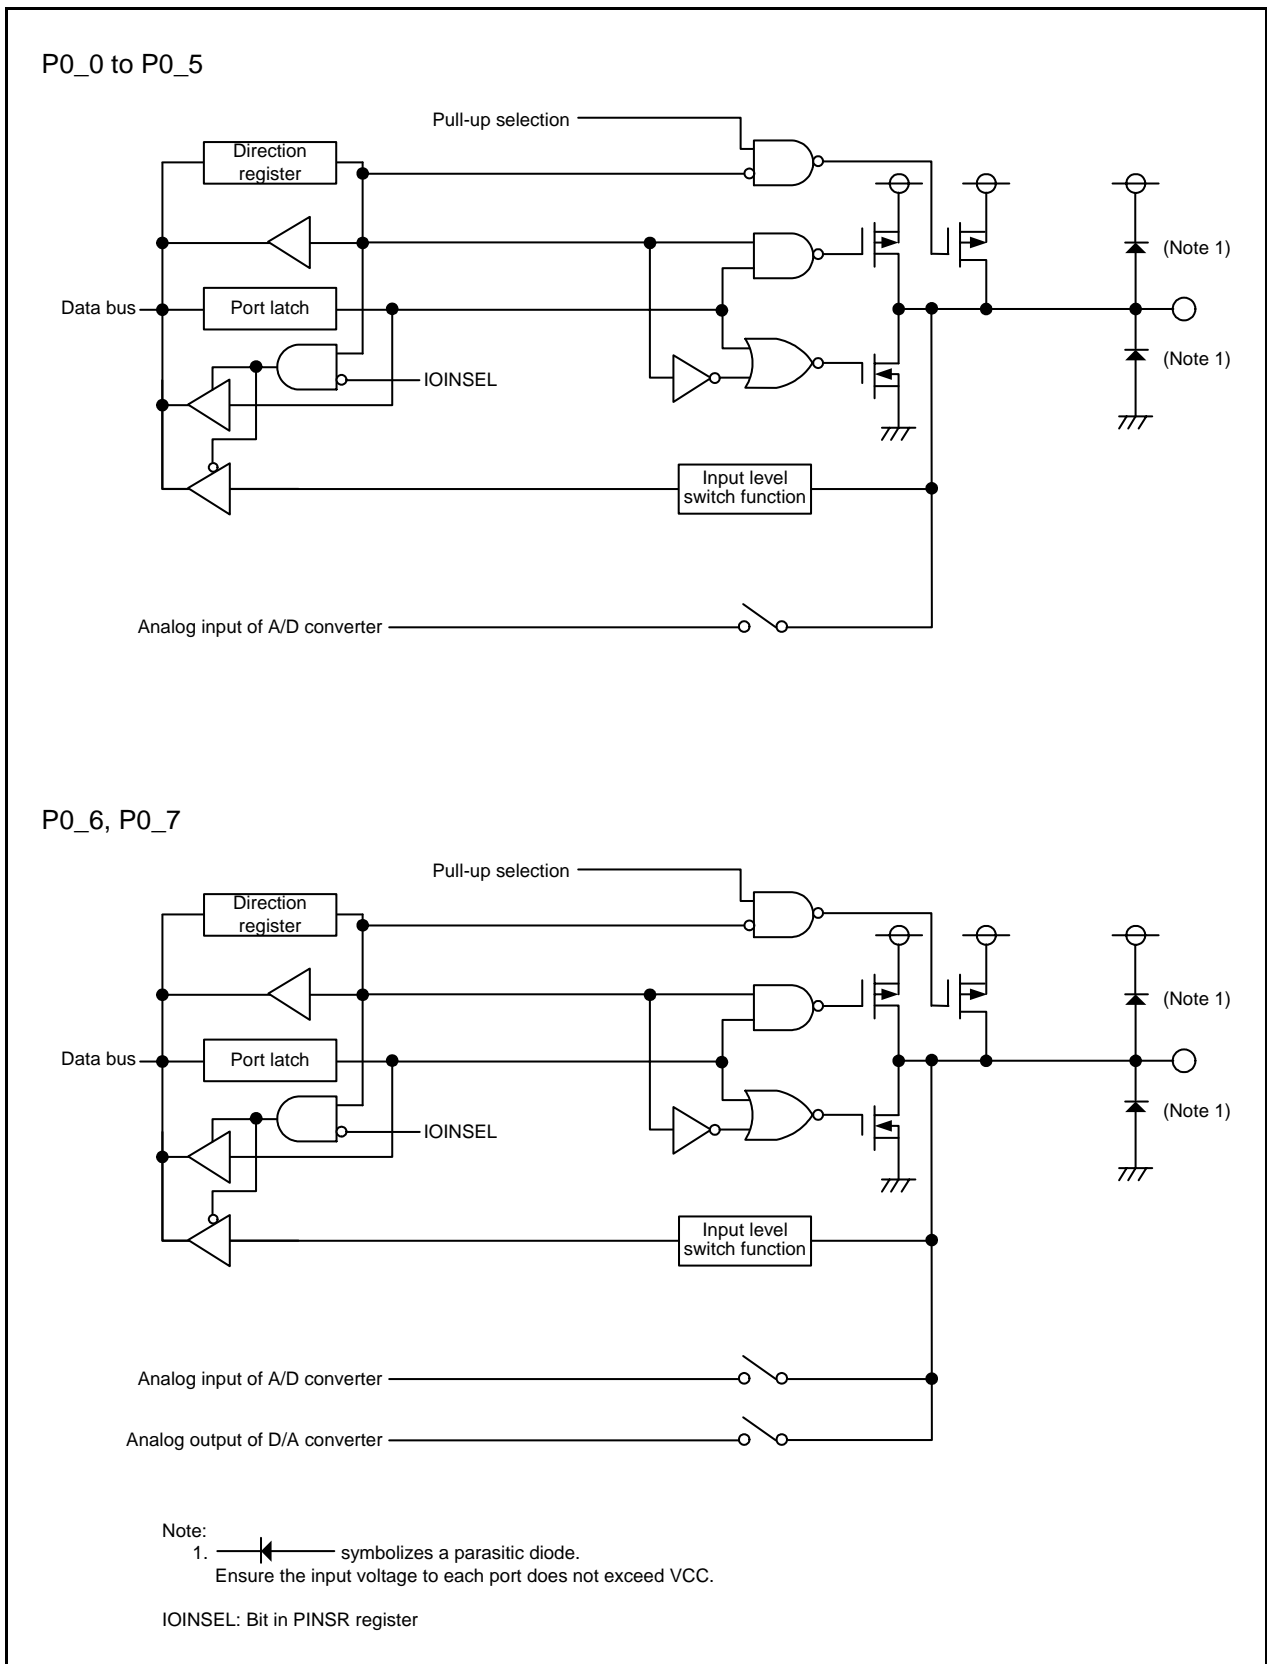 P0_0 to P0_5
Pull-up selection
Direction
register
(Note 1)
Data bus
Port latch
(Note 1)
IOINSEL
Input level
switch function
Analog input of A/D converter
P0_6, P0_7
Pull-up selection
Direction
register
(Note 1)
Data bus
Port latch
(Note 1)
IOINSEL
Input level
switch function
Analog input of A/D converter
Analog output of D/A converter
Note:
1. symbolizes a parasitic diode.
Ensure the input voltage to each port does not exceed VCC.
IOINSEL: Bit in PINSR register